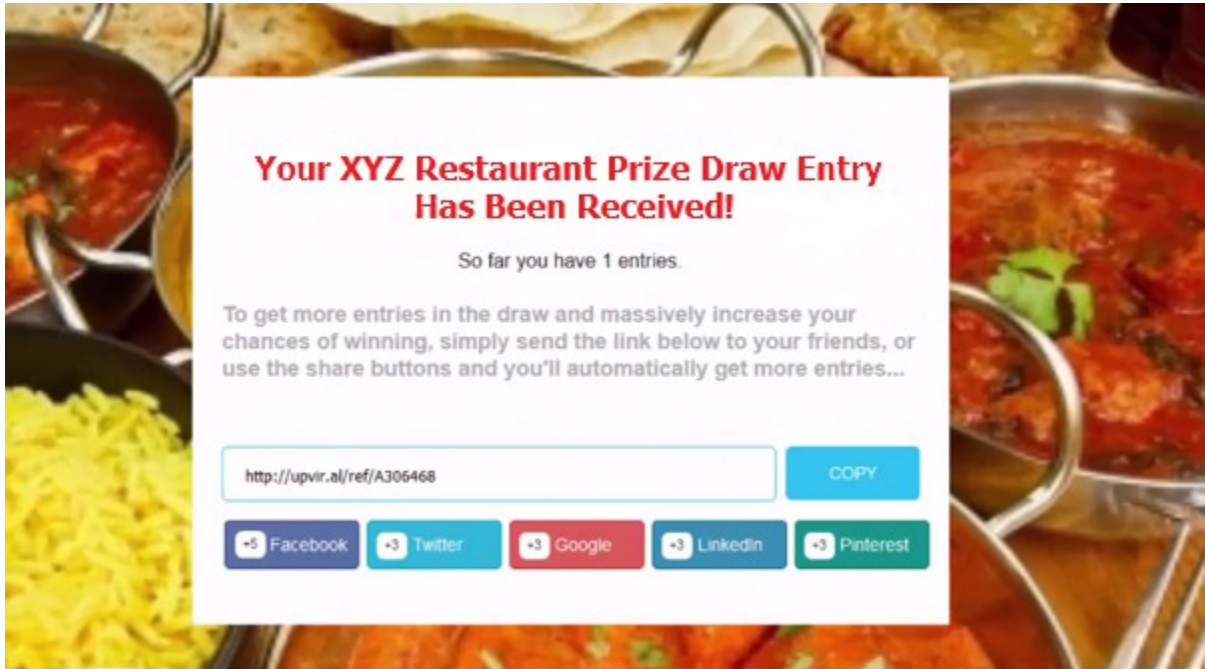 Your XYZ Restaurant Prize Draw Entry
Has Been Received!
So far you have 1 entries.
To get more entries in the draw and massively increase your
chances of winning, simply send the link below to your friends, or
use the share buttons and you'll automatically get more entries...
http://upvir.al/ref/A306468
COPY
+5 Facebook
+3 Twitter
+3 Google
+3 LinkedIn
+3 Pinterest